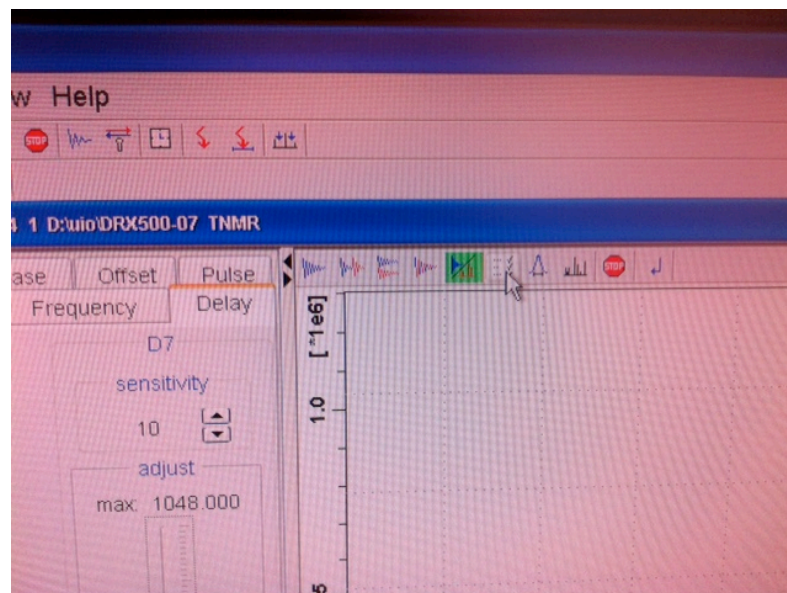 w Help
STOP
4 1 D:\uio\DRX500-07 TNMR
ase Offset Pulse
STOP
Frequency Delay
D7
sensitivity
10
adjust
max: 1048.000
[*1e6]
1.0
5